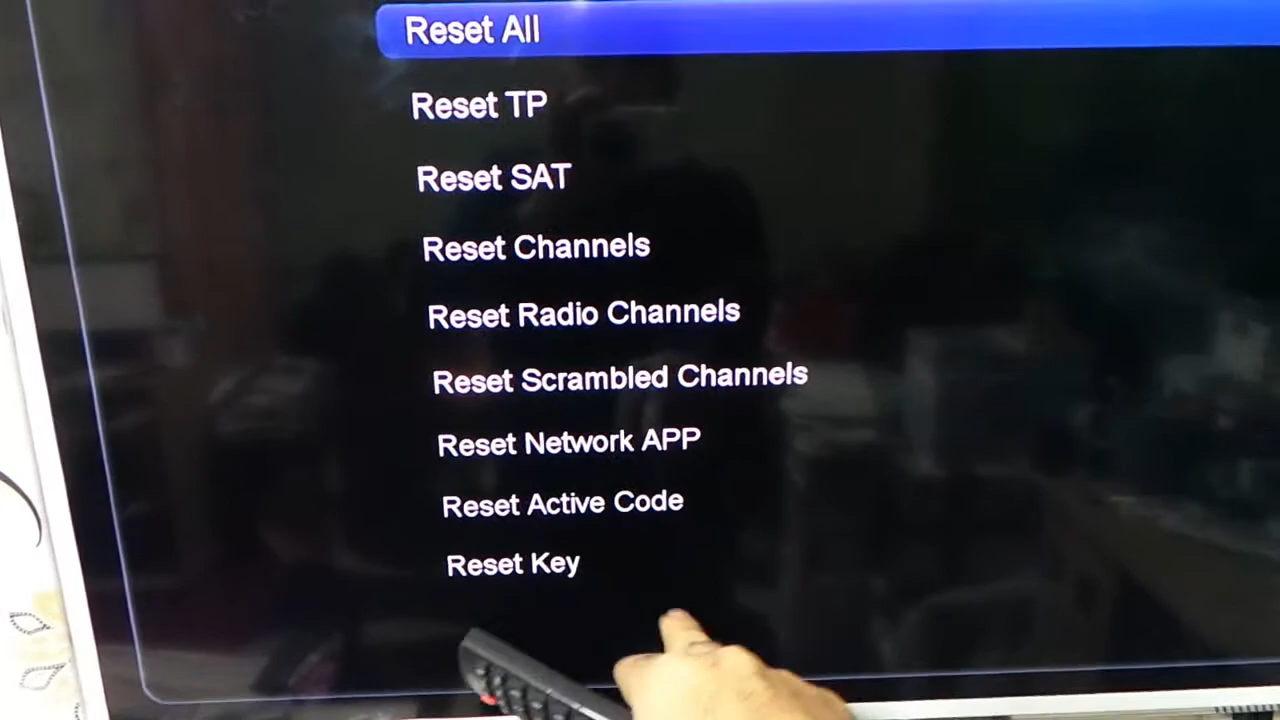 Reset All
Reset TP
Reset SAT
Reset Channels
Reset Radio Channels
Reset Scrambled Channels
Reset Network APP
Reset Active Code
Reset Key